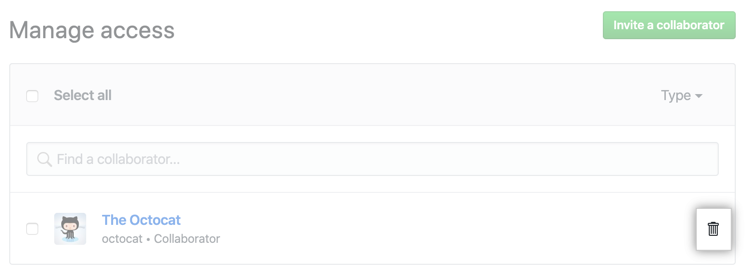 Manage access
Invite a collaborator
Select all
Type
Find a collaborator...
The Octocat
octocat • Collaborator